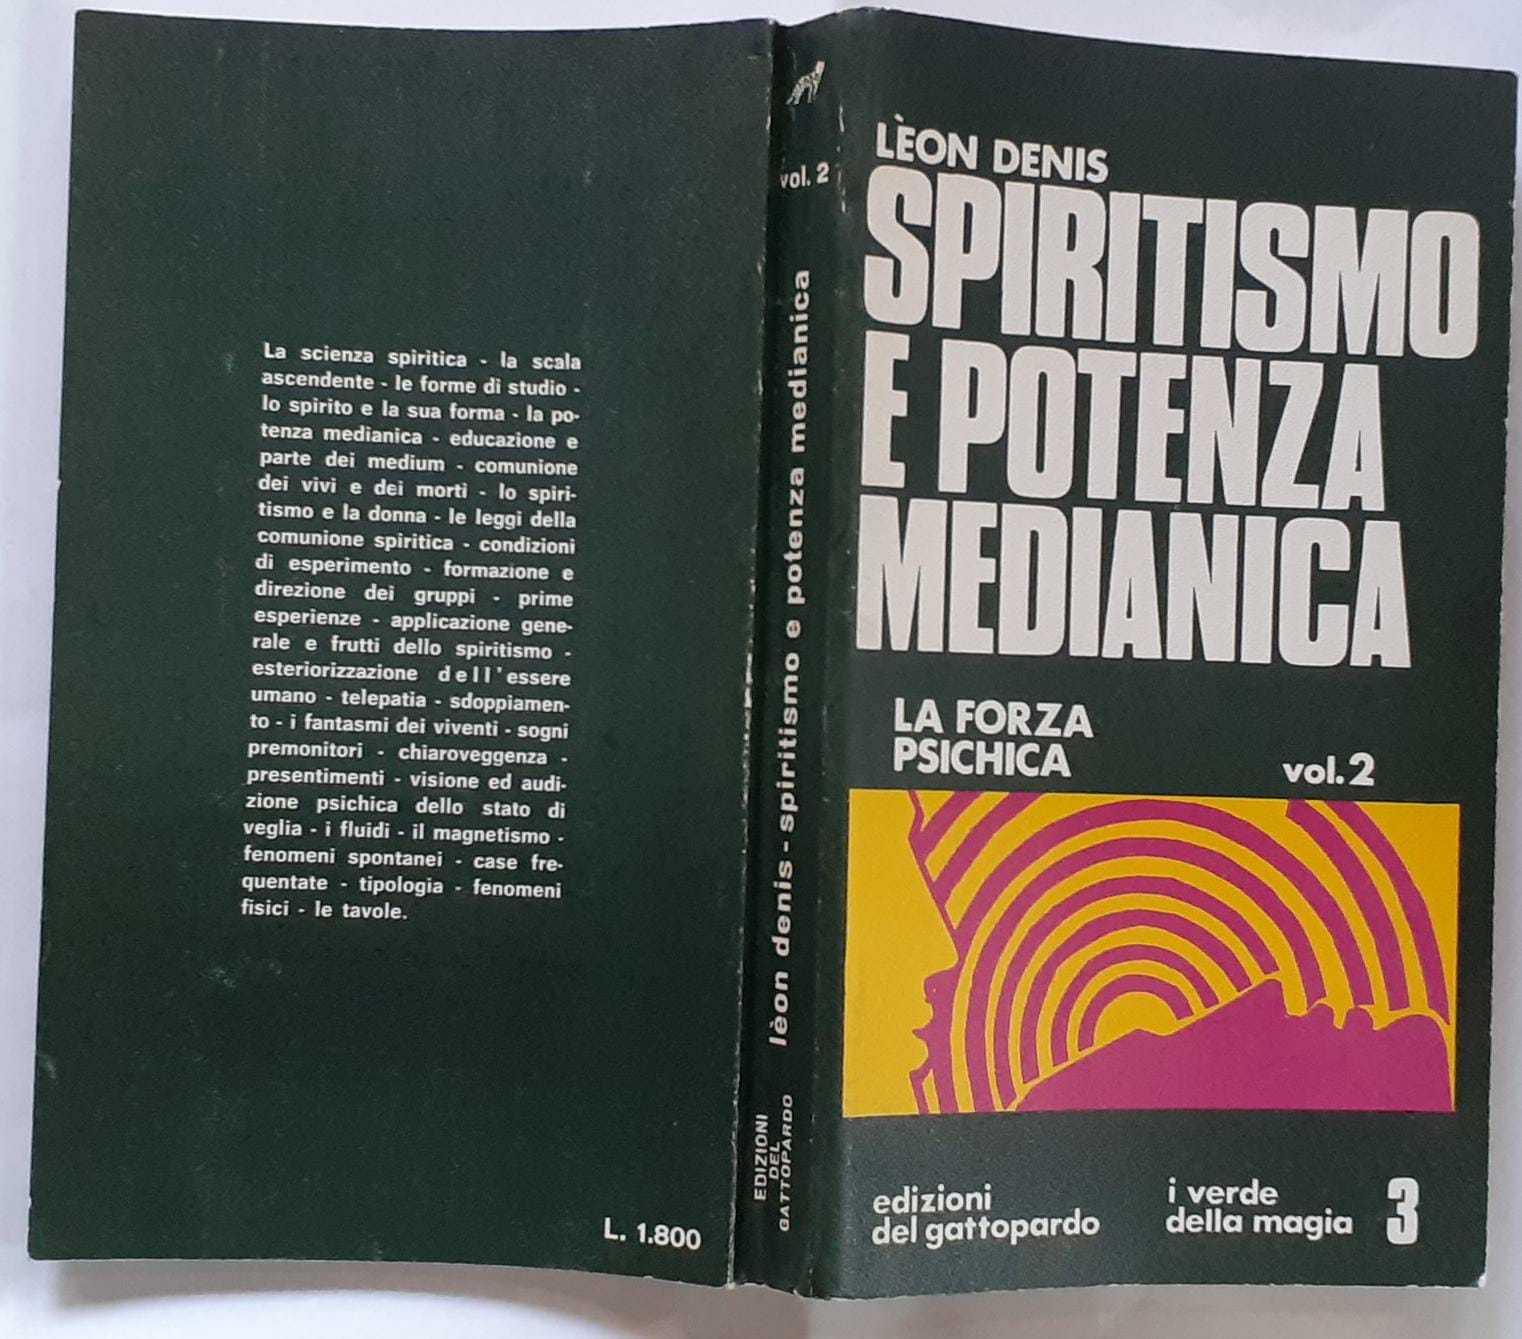 La scienza spiritica - la scala
ascendente - le forme di studio -
lo spirito e la sua forma - la po-
tenza medianica - educazione e
parte dei medium - comunione
dei vivi e dei morti - lo spiri-
tismo e la donna - le leggi della
comunione spiritica - condizioni
di esperimento - formazione e
direzione dei gruppi - prime
esperienze - applicazione gene-
rale e frutti dello spiritismo -
esteriorizzazione dell'essere
umano - telepatia - sdoppiamen-
to - i fantasmi dei viventi - sogni
premonitori - chiaroveggenza -
presentimenti - visione ed audi-
zione psichica dello stato di
veglia - i fluidi - il magnetismo -
fenomeni spontanei - case fre-
quentate - tipologia - fenomeni
fisici - le tavole.
L. 1.800
vol. 2
lèon denis - spiritismo e potenza medianica
EDIZIONI
DEL
GATTOPARDO
LÈON DENIS
SPIRITISMO
E POTENZA
MEDIANICA
LA FORZA
PSICHICA
vol. 2
edizioni
del gattopardo
i verde
della magia
3